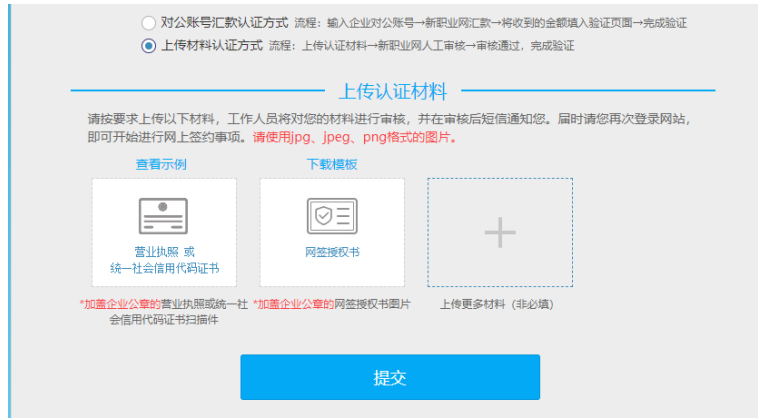 对公账号汇款认证方式 流程：输入企业对公账号→新职业网汇款→将收到的金额填入验证页面→完成验证
上传材料认证方式 流程：上传认证材料→新职业网人工审核→审核通过，完成验证
上传认证材料
请按要求上传以下材料，工作人员将对您的材料进行审核，并在审核后短信通知您。届时请您再次登录网站，
即可开始进行网上签约事项。请使用jpg、jpeg、png格式的图片。
查看示例
下载模板
营业执照 或
统一社会信用代码证书
网签授权书
*加盖企业公章的营业执照或统一社
会信用代码证书扫描件
*加盖企业公章的网签授权书图片
上传更多材料（非必填）
提交